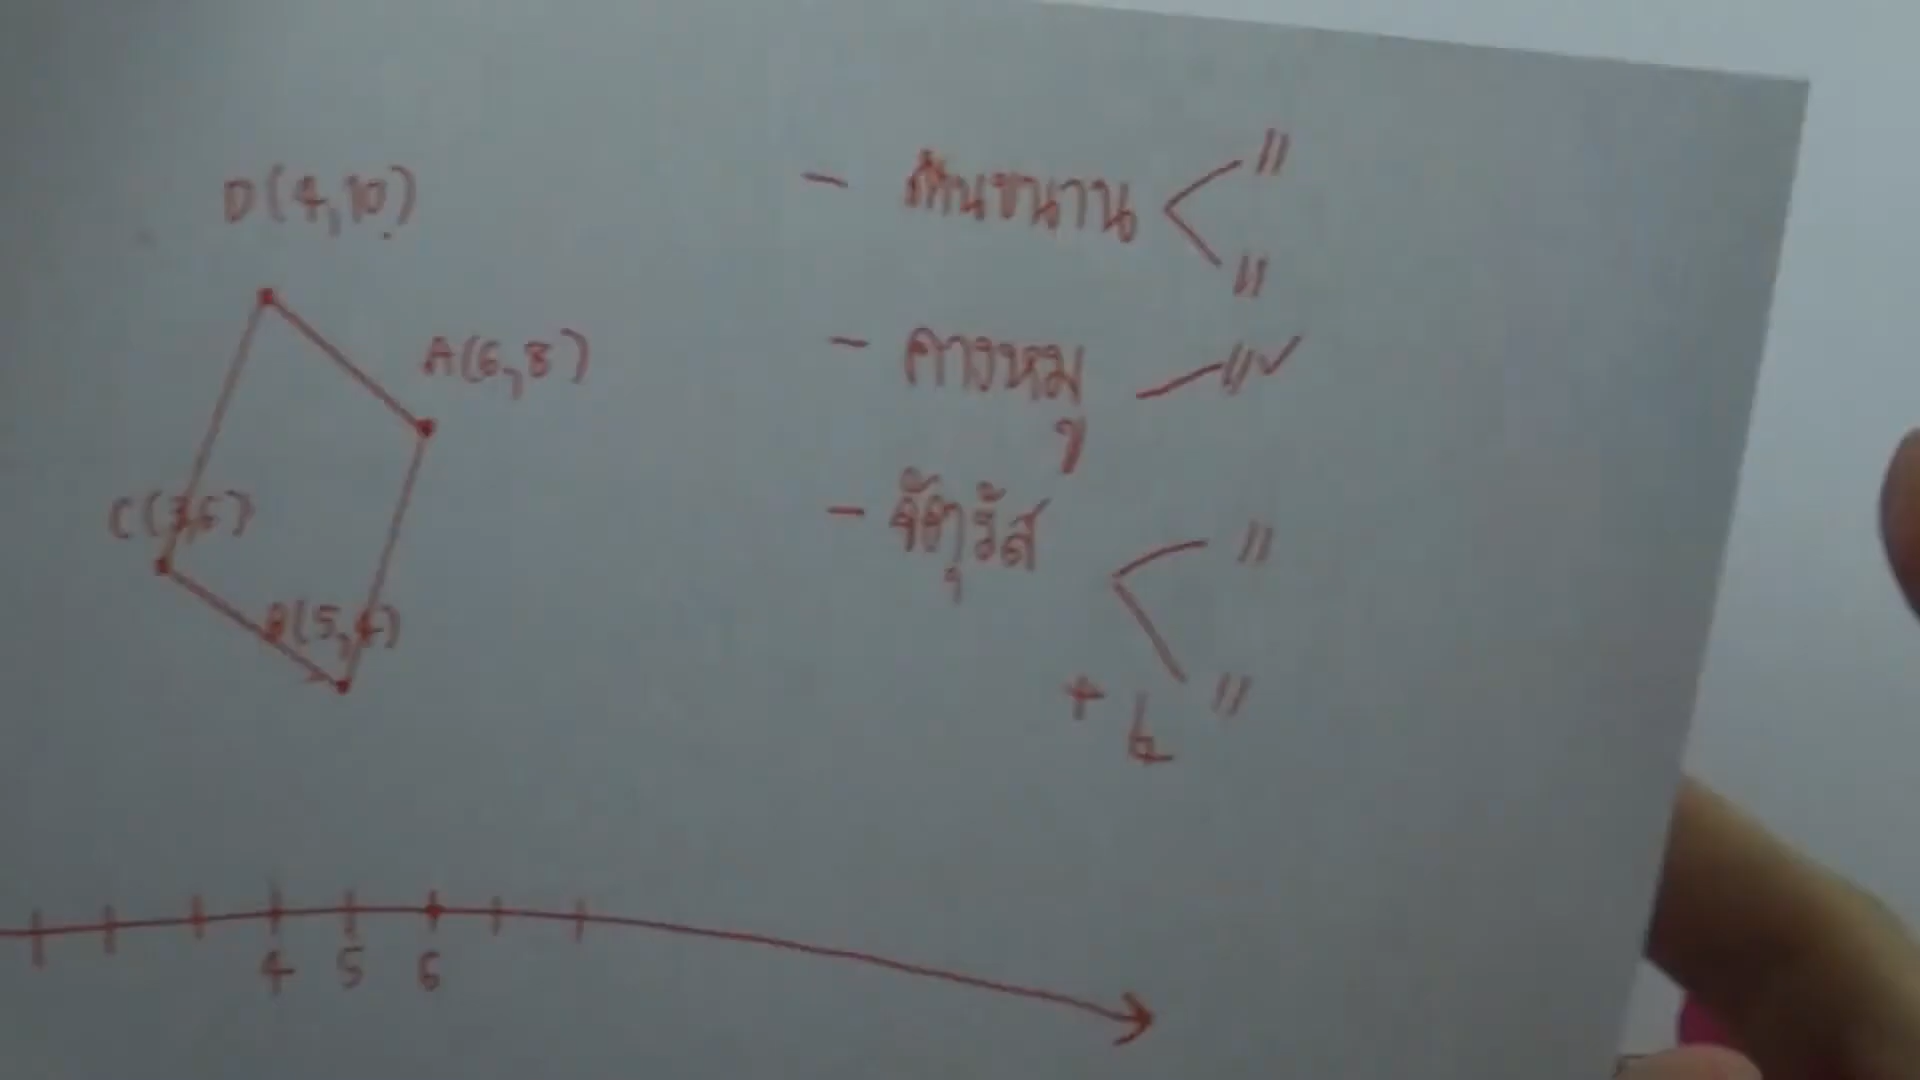 D(4,10)
A(6,8)
C(3,6)
B(5,4)
4 5 6
- ด้านขนาน //
//
- คางหมู // ✓
- จัตุรัส //
//
+